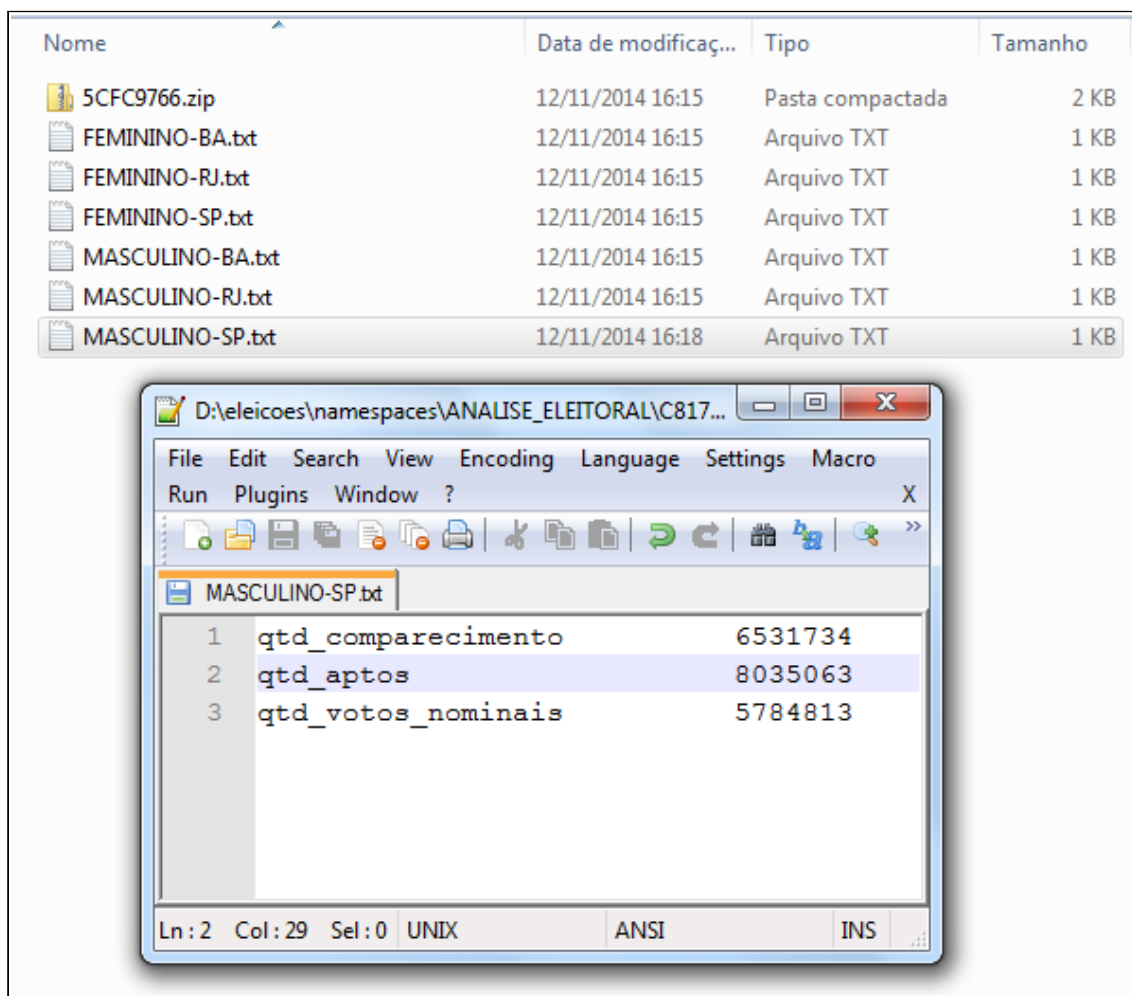 Nome Data de modificaç... Tipo Tamanho
5CFC9766.zip 12/11/2014 16:15 Pasta compactada 2 KB
FEMININO-BA.txt 12/11/2014 16:15 Arquivo TXT 1 KB
FEMININO-RJ.txt 12/11/2014 16:15 Arquivo TXT 1 KB
FEMININO-SP.txt 12/11/2014 16:15 Arquivo TXT 1 KB
MASCULINO-BA.txt 12/11/2014 16:15 Arquivo TXT 1 KB
MASCULINO-RJ.txt 12/11/2014 16:15 Arquivo TXT 1 KB
MASCULINO-SP.txt 12/11/2014 16:18 Arquivo TXT 1 KB
D:\eleicoes\namespaces\ANALISE_ELEITORAL\C817...
File Edit Search View Encoding Language Settings Macro
Run Plugins Window ? X
MASCULINO-SP.txt
1 qtd_comparecimento 6531734
2 qtd_aptos 8035063
3 qtd_votos_nominais 5784813
Ln : 2 Col : 29 Sel : 0 UNIX ANSI INS